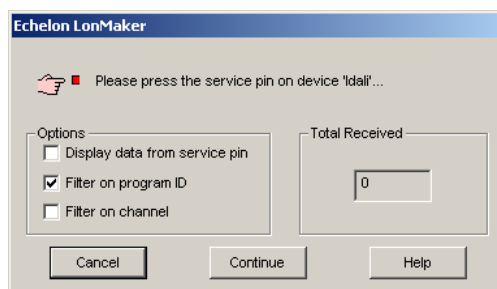 Echelon LonMaker
Please press the service pin on device 'ldali'...
Options
Display data from service pin
Filter on program ID
Filter on channel
Total Received
0
Cancel
Continue
Help